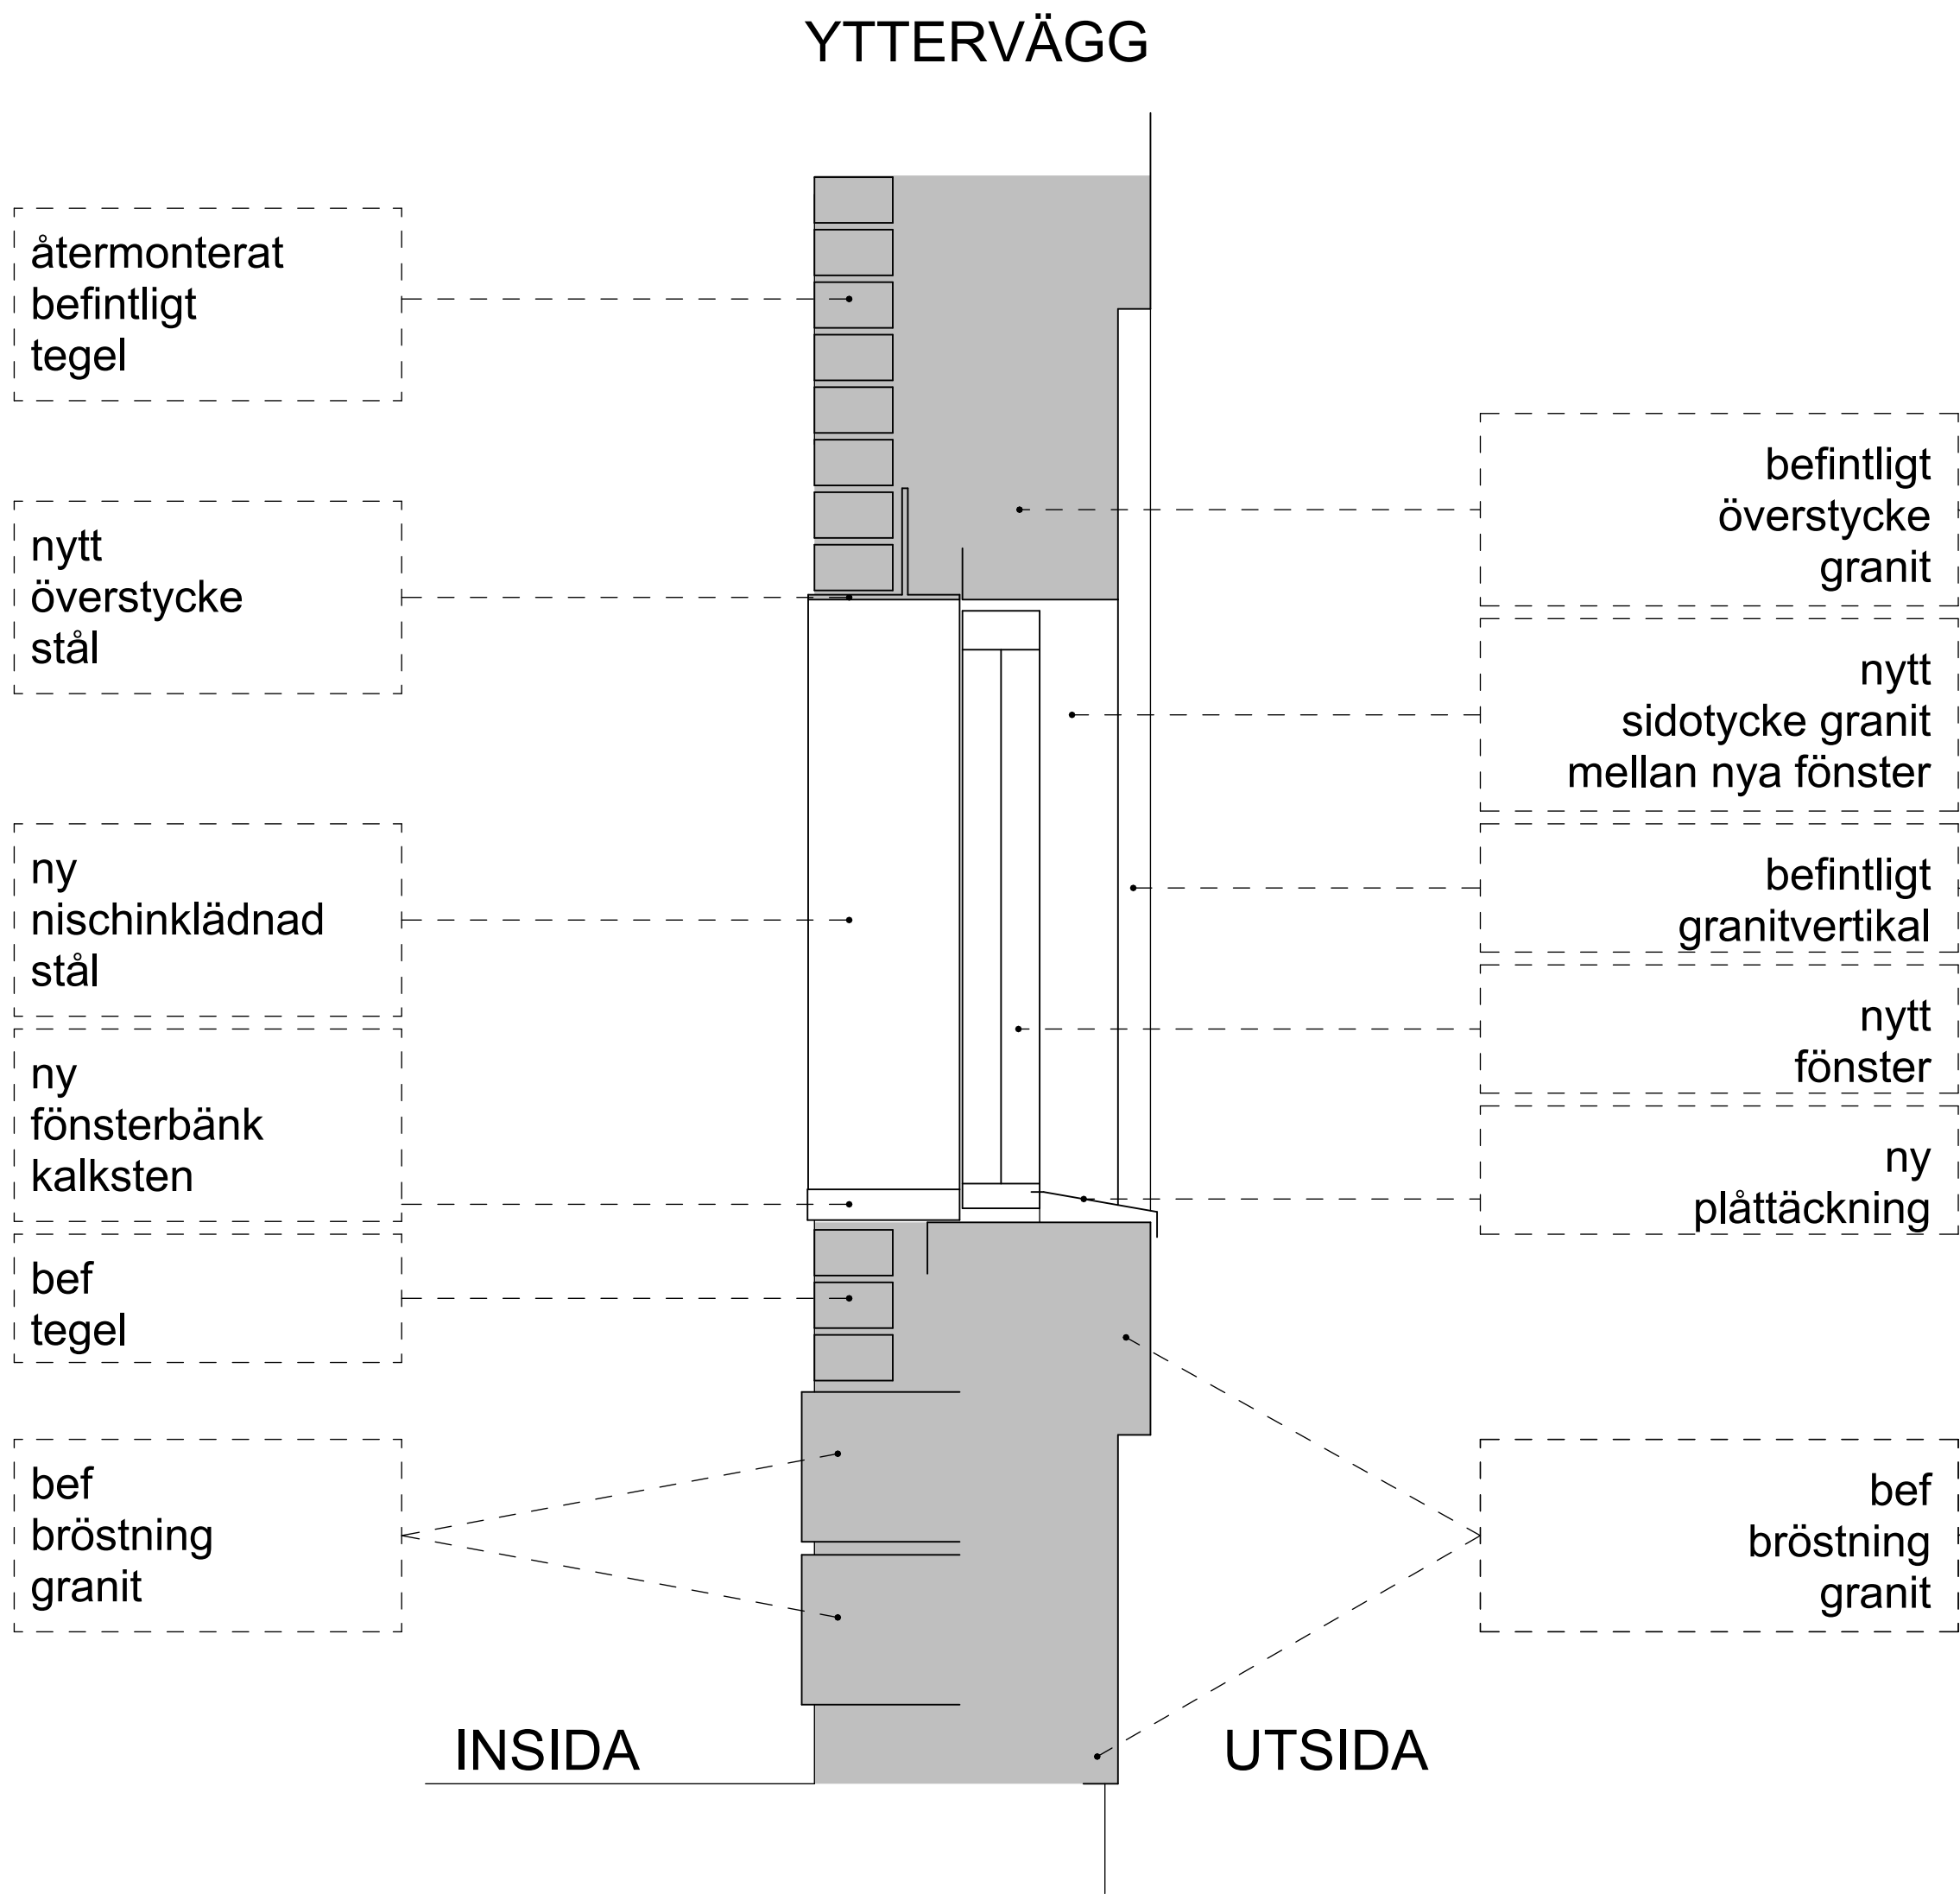 YTTERVÄGG
återmonterat
befintligt
tegel
nytt
överstycke
stål
ny
nischinklädnad
stål
ny
fönsterbänk
kalksten
bef
tegel
bef
bröstning
granit
befintligt
överstycke
granit
nytt
sidotycke granit
mellan nya fönster
befintligt
granitvertikal
nytt
fönster
ny
plåttäckning
bef
bröstning
granit
INSIDA
UTSIDA